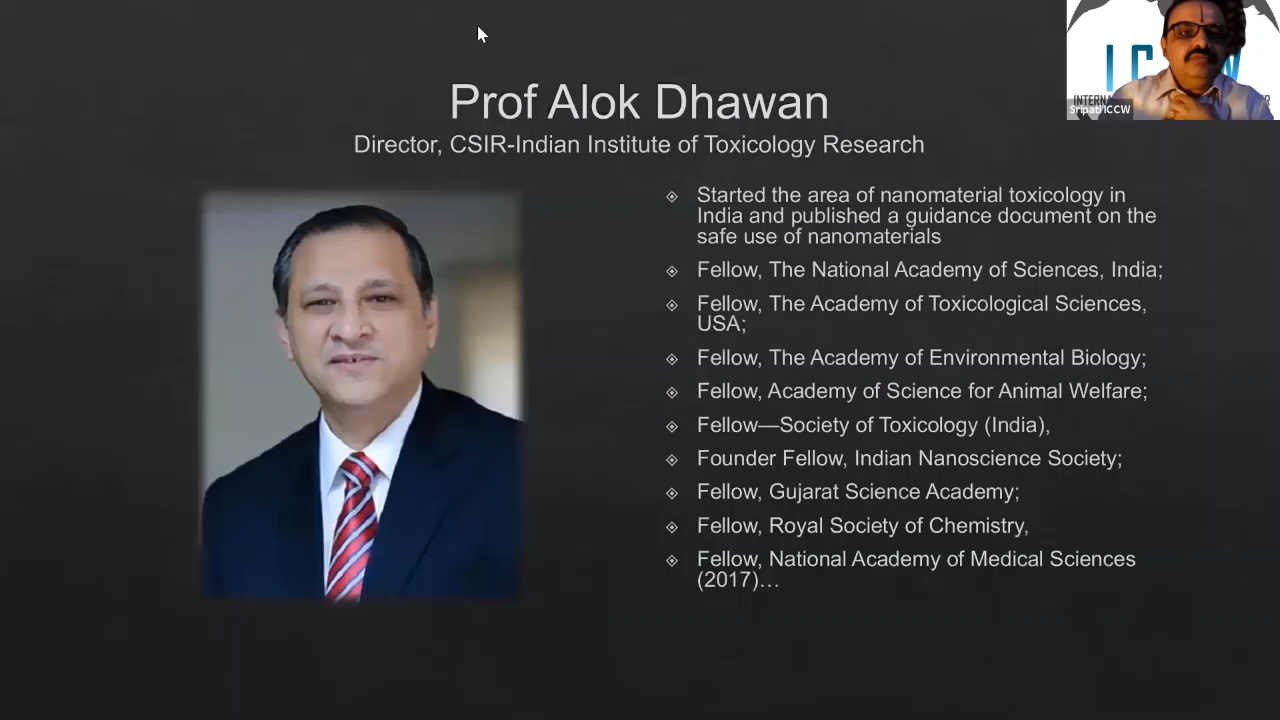 Prof Alok Dhawan
Director, CSIR-Indian Institute of Toxicology Research
Started the area of nanomaterial toxicology in
India and published a guidance document on the
safe use of nanomaterials
Fellow, The National Academy of Sciences, India;
Fellow, The Academy of Toxicological Sciences,
USA;
Fellow, The Academy of Environmental Biology;
Fellow, Academy of Science for Animal Welfare;
Fellow—Society of Toxicology (India),
Founder Fellow, Indian Nanoscience Society;
Fellow, Gujarat Science Academy;
Fellow, Royal Society of Chemistry,
Fellow, National Academy of Medical Sciences
(2017)…
Sripati ICCW